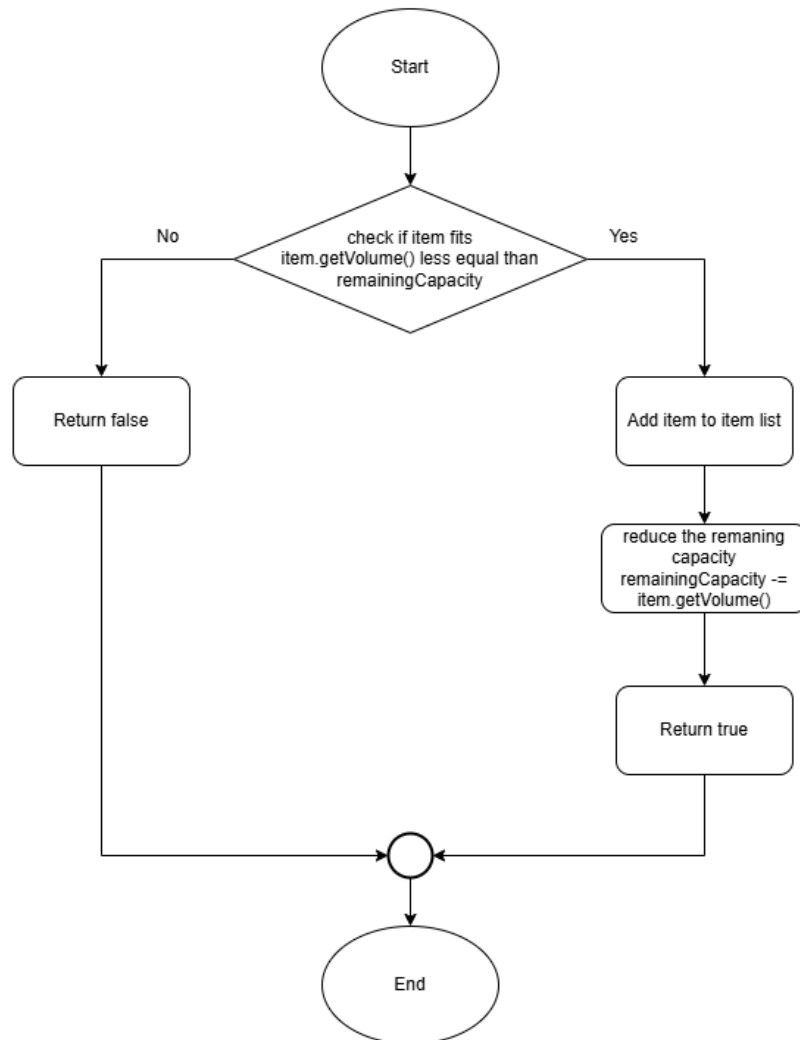 Start
No
check if item fits
item.getVolume() less equal than
remainingCapacity
Yes
Return false
Add item to item list
reduce the remaning
capacity
remainingCapacity -=
item.getVolume()
Return true
End